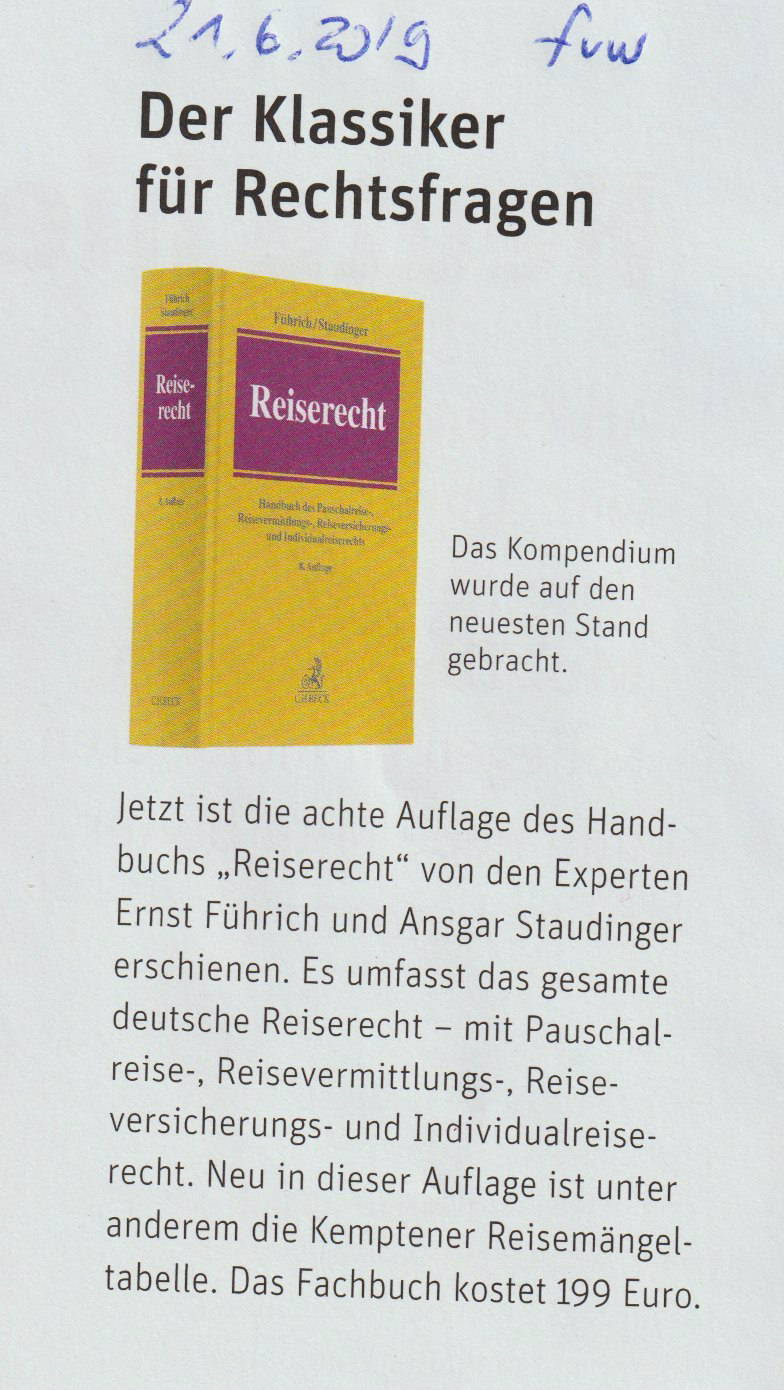 21.6.2019 fvw
Der Klassiker
für Rechtsfragen
Führich
Staudinger
Reise-
recht
8. Auflage
C.H.BECK
Führich/Staudinger
Reiserecht
Handbuch des Pauschalreise-,
Reisevermittlungs-, Reiseversicherungs-
und Individualreiserechts
8. Auflage
C.H.BECK
Das Kompendium
wurde auf den
neuesten Stand
gebracht.
Jetzt ist die achte Auflage des Hand-
buchs „Reiserecht“ von den Experten
Ernst Führich und Ansgar Staudinger
erschienen. Es umfasst das gesamte
deutsche Reiserecht – mit Pauschal-
reise-, Reisevermittlungs-, Reise-
versicherungs- und Individualreise-
recht. Neu in dieser Auflage ist unter
anderem die Kemptener Reisemängel-
tabelle. Das Fachbuch kostet 199 Euro.